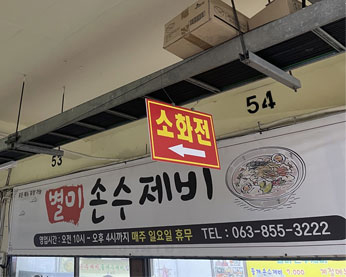 소화전
53
54
별미 손수제비
영업시간 : 오전 10시 - 오후 4시까지 매주 일요일 휴무
TEL : 063-855-3222